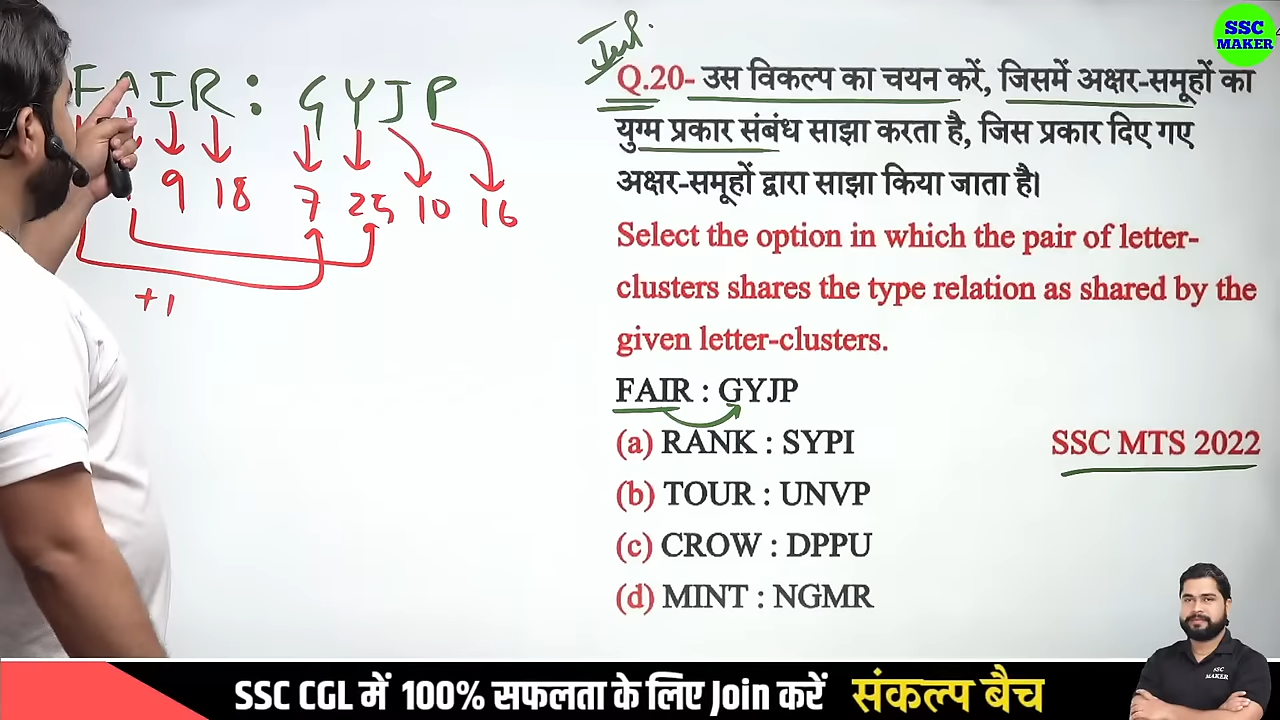 SSC
MAKER
Q.20- उस विकल्प का चयन करें, जिसमें अक्षर-समूहों का
युग्म प्रकार संबंध साझा करता है, जिस प्रकार दिए गए
अक्षर-समूहों द्वारा साझा किया जाता है।
Select the option in which the pair of letter-
clusters shares the type relation as shared by the
given letter-clusters.
FAIR : GYJP
(a) RANK : SYPI
SSC MTS 2022
(b) TOUR : UNVP
(c) CROW : DPPU
(d) MINT : NGMR
FAIR : GYJP
9 18 7 25 10 16
+1
SSC
MAKER
SSC CGL में 100% सफलता के लिए Join करें संकल्प बैच